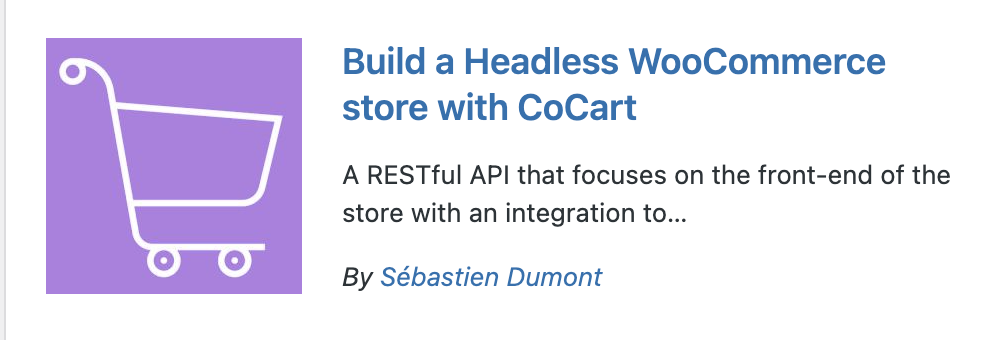 Build a Headless WooCommerce
store with CoCart
A RESTful API that focuses on the front-end of the
store with an integration to...
By Sébastien Dumont